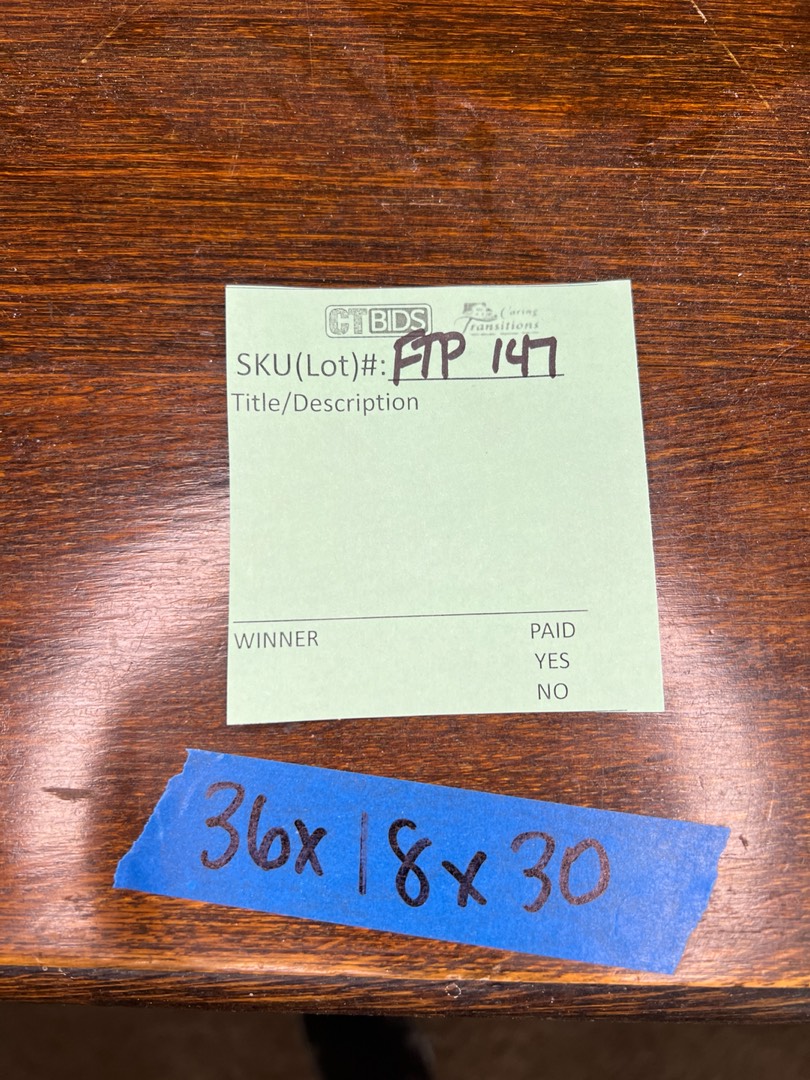 CTBIDS Caring Transitions
SKU(Lot)#: FTP 147
Title/Description
WINNER PAID
YES
NO
36x18x30